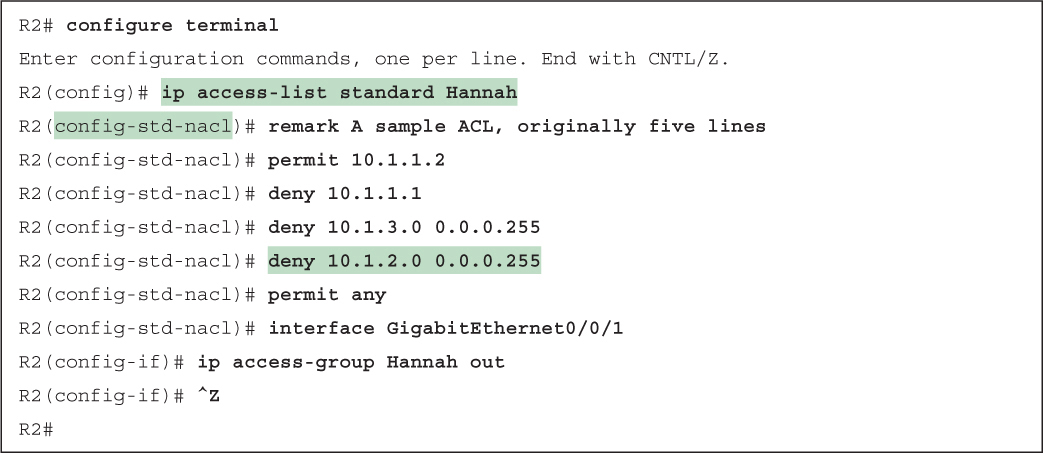 R2# configure terminal
Enter configuration commands, one per line. End with CNTL/Z.
R2(config)# ip access-list standard Hannah
R2(config-std-nacl)# remark A sample ACL, originally five lines
R2(config-std-nacl)# permit 10.1.1.2
R2(config-std-nacl)# deny 10.1.1.1
R2(config-std-nacl)# deny 10.1.3.0 0.0.0.255
R2(config-std-nacl)# deny 10.1.2.0 0.0.0.255
R2(config-std-nacl)# permit any
R2(config-std-nacl)# interface GigabitEthernet0/0/1
R2(config-if)# ip access-group Hannah out
R2(config-if)# ^Z
R2#